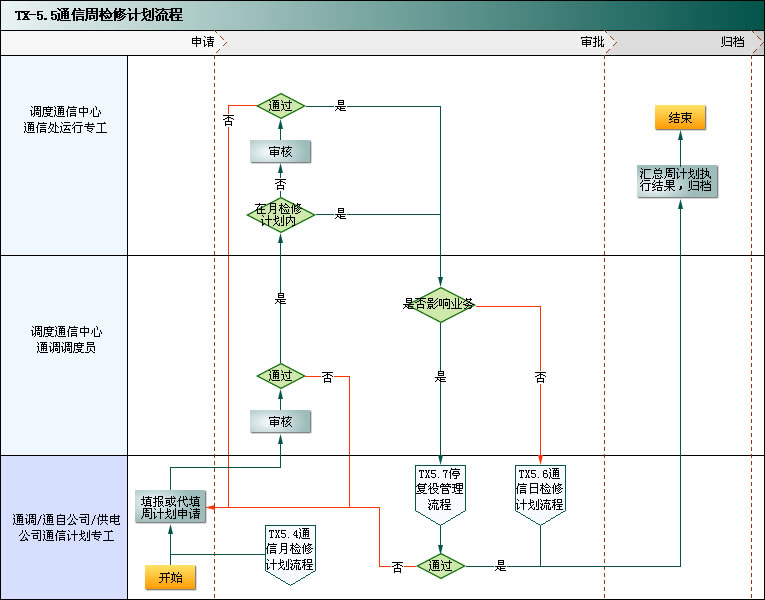 TX-5.5通信周检修计划流程
申请
审批
归档
调度通信中心
通信处运行专工
通过
是
否
审核
否
在月检修
计划内
是
结束
汇总周计划执
行结果，归档
调度通信中心
通调调度员
是
是否影响业务
通过
否
是
否
审核
通调/通自公司/供电
公司通信计划专工
填报或代填
周计划申请
TX5.7停
复役管理
流程
TX5.6通
信日检修
计划流程
TX5.4通
信月检修
计划流程
开始
否
通过
是